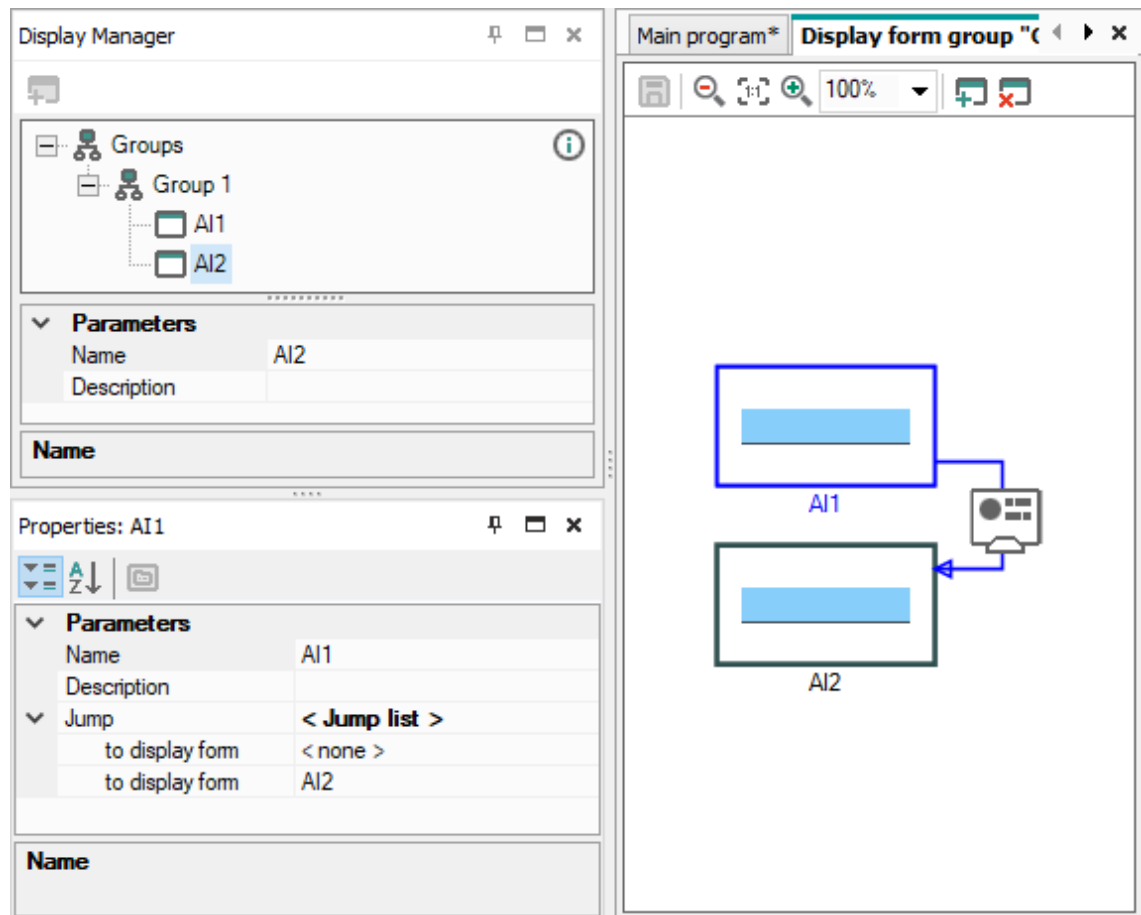 Display Manager
Groups
Group 1
AI1
AI2
Parameters
Name AI2
Description
Name
Properties: AI1
A
Z
Parameters
Name AI1
Description
Jump < Jump list >
to display form < none >
to display form AI2
Name
Main program* Display form group "(
1:1 100%
AI1
AI2